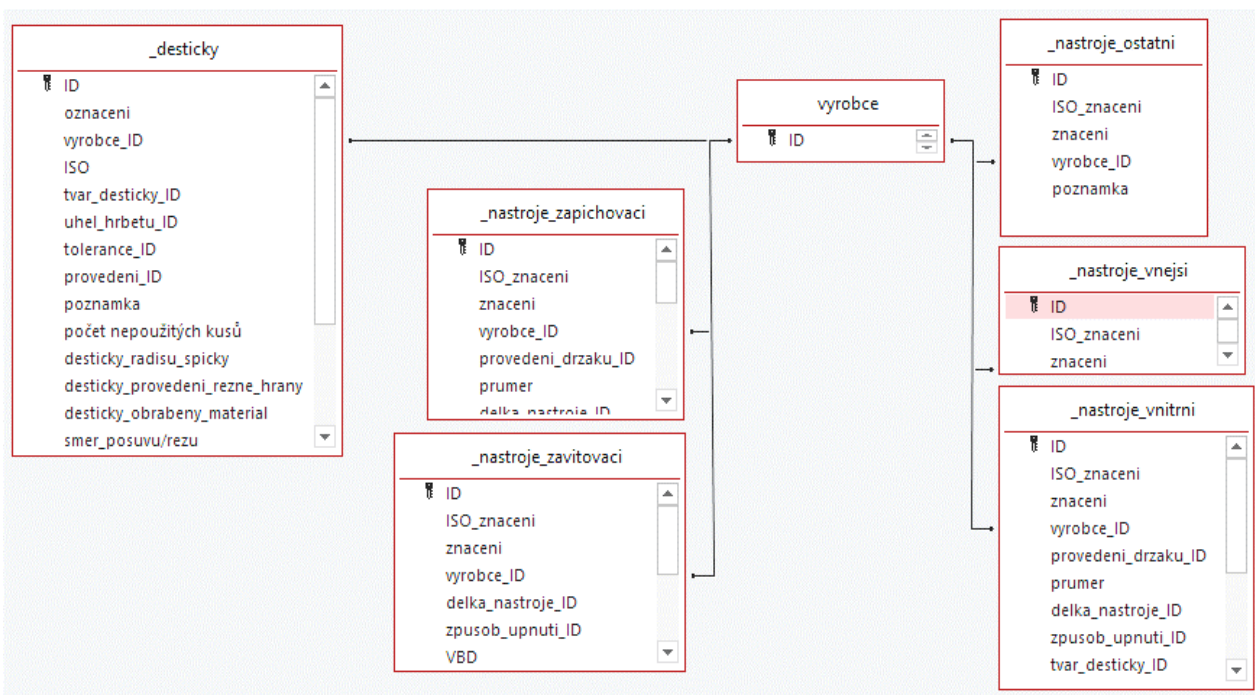 _desticky
ID
oznaceni
vyrobce_ID
ISO
tvar_desticky_ID
uhel_hrbetu_ID
tolerance_ID
provedeni_ID
poznamka
počet nepoužitých kusů
desticky_radisu_spicky
desticky_provedeni_rezne_hrany
desticky_obrabeny_material
smer_posuvu/rezu
_nastroje_zapichovaci
ID
ISO_znaceni
znaceni
vyrobce_ID
provedeni_drzaku_ID
prumer
delka_nastroje_ID
_nastroje_zavitovaci
ID
ISO_znaceni
znaceni
vyrobce_ID
delka_nastroje_ID
zpusob_upnuti_ID
VBD
vyrobce
ID
_nastroje_ostatni
ID
ISO_znaceni
znaceni
vyrobce_ID
poznamka
_nastroje_vnejsi
ID
ISO_znaceni
znaceni
_nastroje_vnitrni
ID
ISO_znaceni
znaceni
vyrobce_ID
provedeni_drzaku_ID
prumer
delka_nastroje_ID
zpusob_upnuti_ID
tvar_desticky_ID